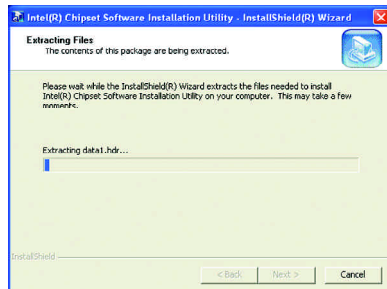 Intel(R) Chipset Software Installation Utility - InstallShield(R) Wizard
Extracting Files
The contents of this package are being extracted.
Please wait while the InstallShield(R) Wizard extracts the files needed to install
Intel(R) Chipset Software Installation Utility on your computer. This may take a few
moments.
Extracting data1.hdr...
InstallShield
< Back Next > Cancel